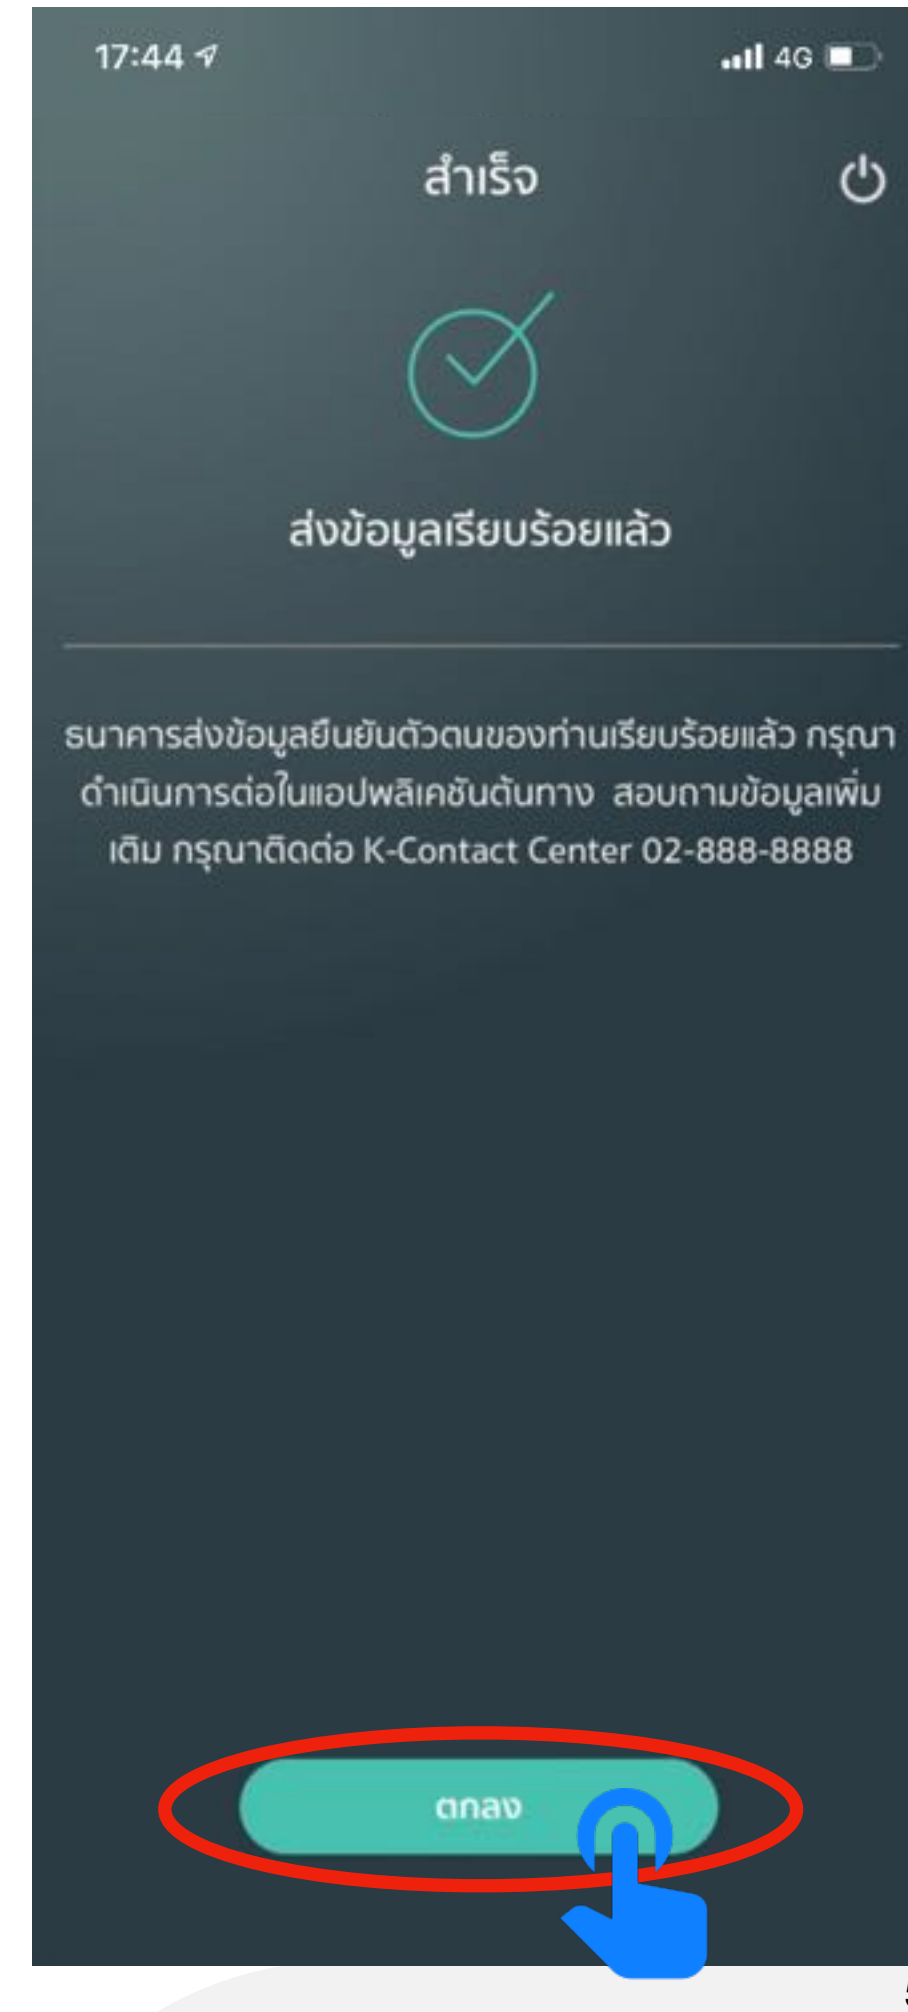 17:44
4G
สำเร็จ
ส่งข้อมูลเรียบร้อยแล้ว
ธนาคารส่งข้อมูลยืนยันตัวตนของท่านเรียบร้อยแล้ว กรุณา
ดำเนินการต่อในแอปพลิเคชันต้นทาง สอบถามข้อมูลเพิ่ม
เติม กรุณาติดต่อ K-Contact Center 02-888-8888
ตกลง